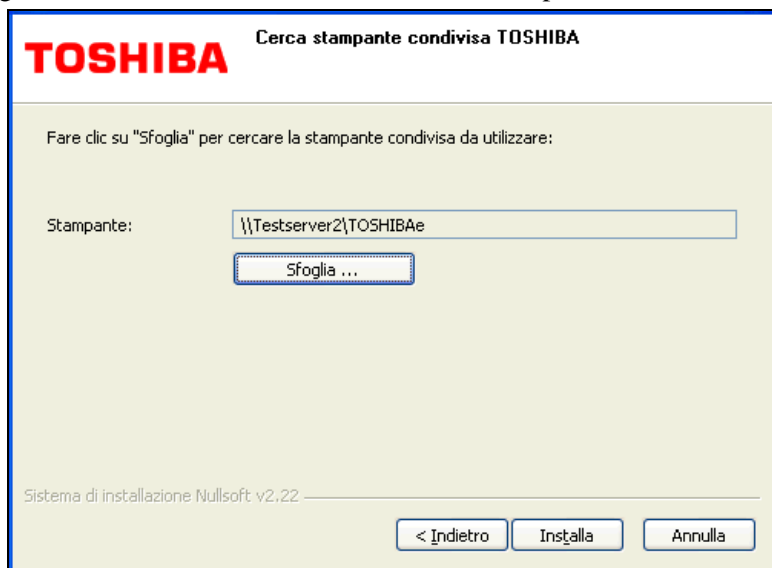 Cerca stampante condivisa TOSHIBA
TOSHIBA
Fare clic su "Sfoglia" per cercare la stampante condivisa da utilizzare:
Stampante: \\Testserver2\TOSHIBAe
Sfoglia ...
Sistema di installazione Nullsoft v2.22
< Indietro Installa Annulla